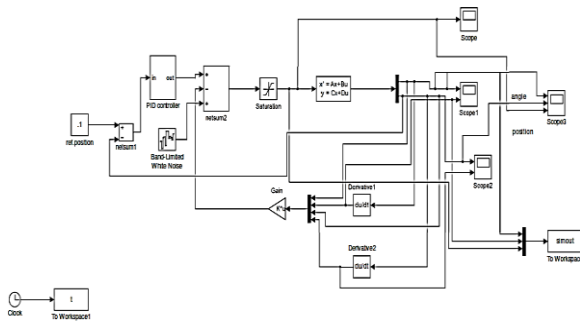 Scope
in out
PID controller
x' = Ax+Bu
y = Cx+Du
netsum2
Saturation
Scope1
angle
Scope3
.1
ref.position
netsum1
Band-Limited
White Noise
position
Scope2
Gain
K*u
Derivative1
du/dt
simout
To Workspace
Derivative2
du/dt
Clock
t
To Workspace1